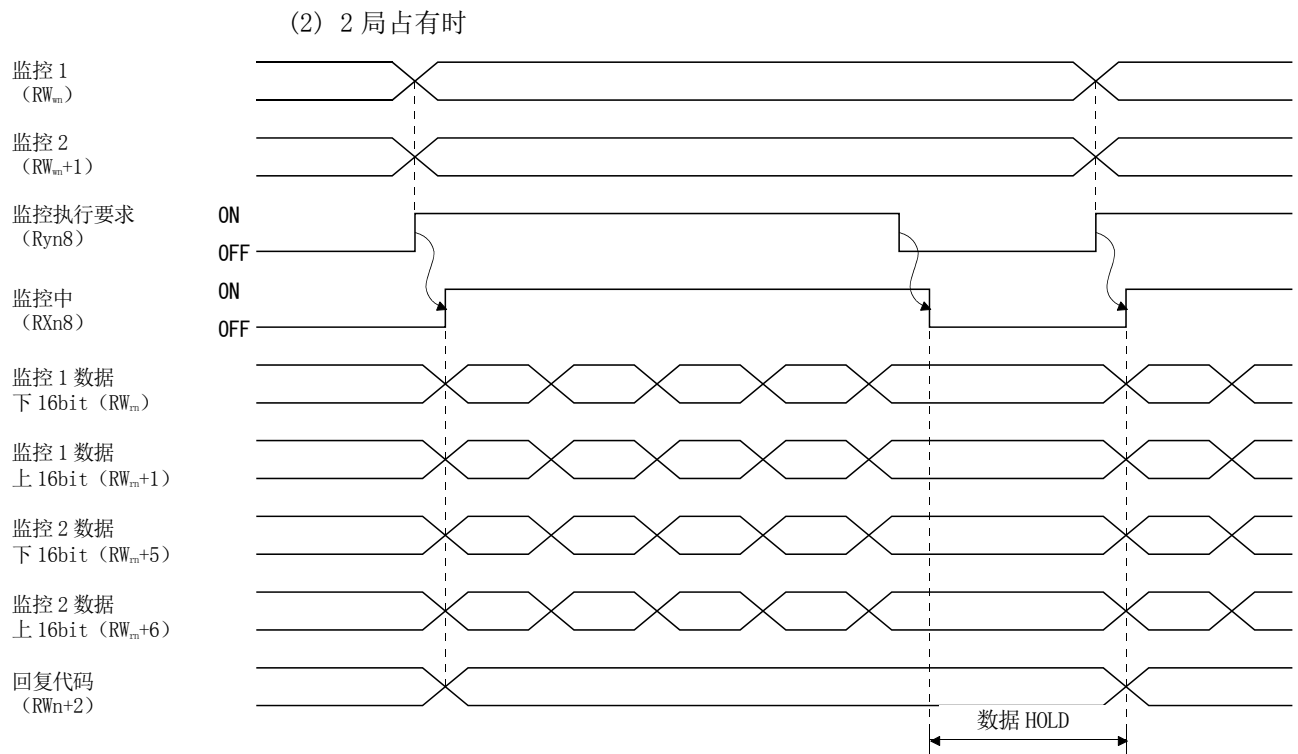 (2) 2 局占有时
监控 1
（RWwn）
监控 2
（RWwn+1）
监控执行要求
（Ryn8）
ON
OFF
监控中
（RXn8）
ON
OFF
监控 1 数据
下 16bit（RWrn）
监控 1 数据
上 16bit（RWrn+1）
监控 2 数据
下 16bit（RWrn+5）
监控 2 数据
上 16bit（RWrn+6）
回复代码
（RWn+2）
数据 HOLD